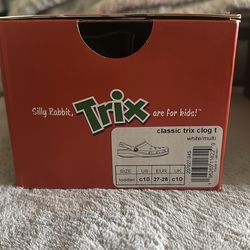 Silly Rabbit, Trix are for kids!™
classic trix clog t
white/multi
SIZE US EUR UK
toddler c10 27-28 c10